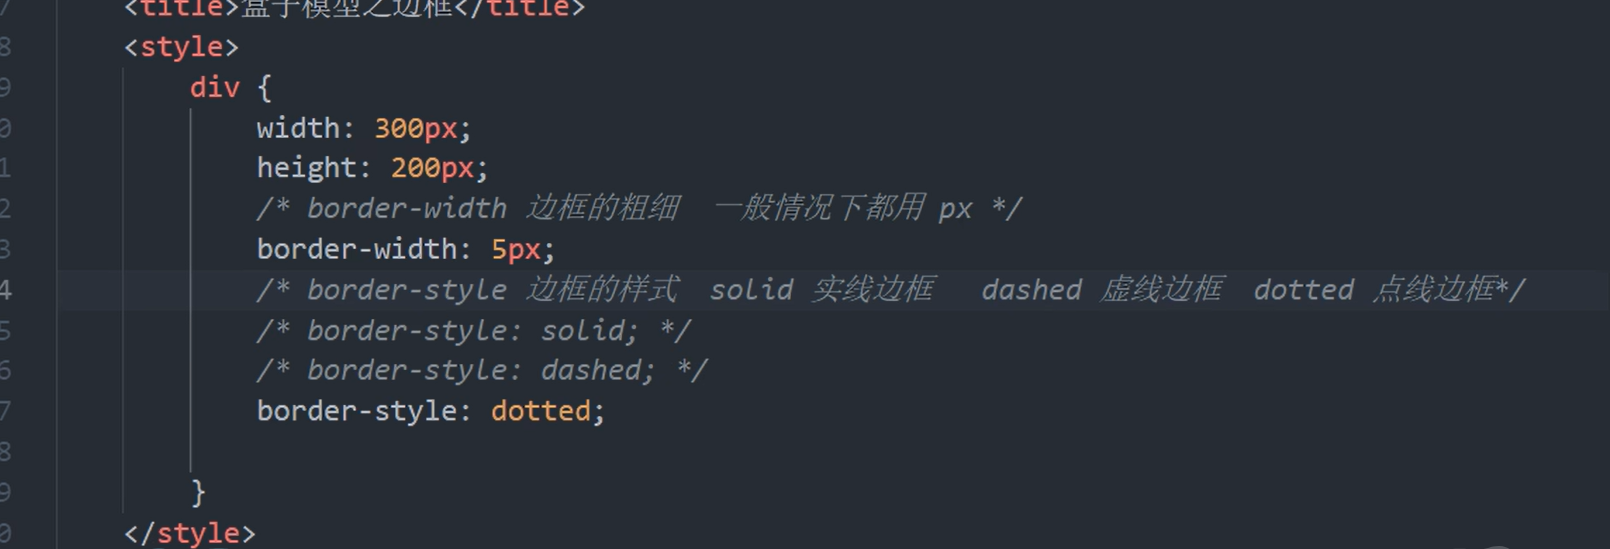 7 <title>盒子模型之边框</title>
8 <style>
9 div {
0 width: 300px;
1 height: 200px;
2 /* border-width 边框的粗细 一般情况下都用 px */
3 border-width: 5px;
4 /* border-style 边框的样式 solid 实线边框 dashed 虚线边框 dotted 点线边框*/
5 /* border-style: solid; */
6 /* border-style: dashed; */
7 border-style: dotted;
8
9 }
0 </style>